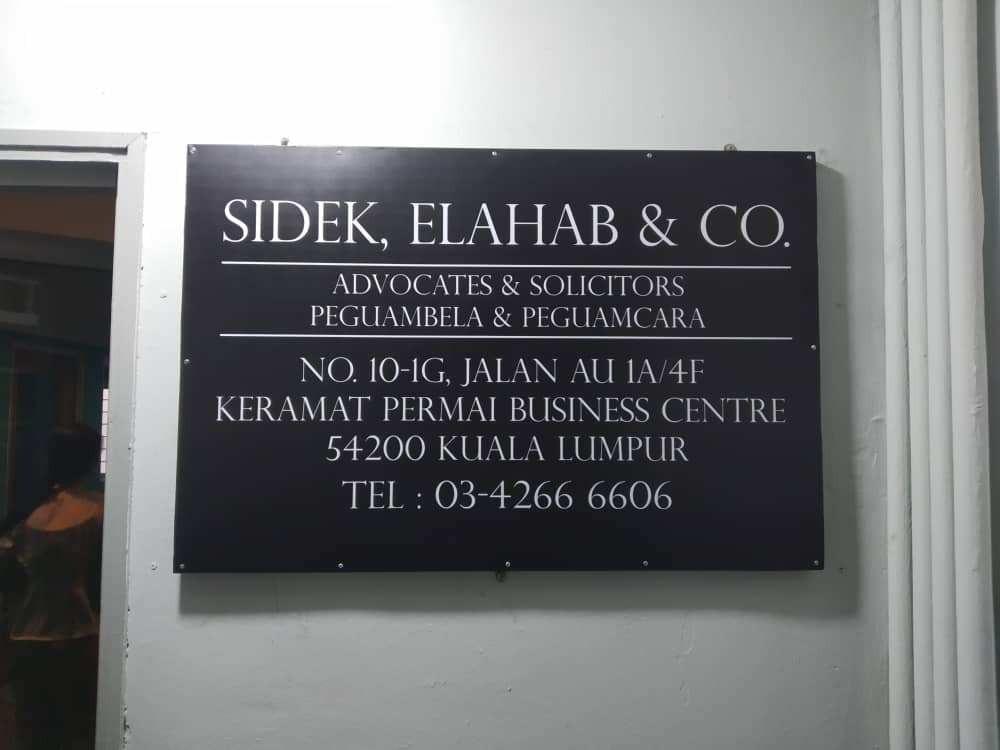 SIDEK, ELAHAB & CO.
ADVOCATES & SOLICITORS
PEGUAMBELA & PEGUAMCARA
NO. 10-1G, JALAN AU 1A/4F
KERAMAT PERMAI BUSINESS CENTRE
54200 KUALA LUMPUR
TEL : 03-4266 6606